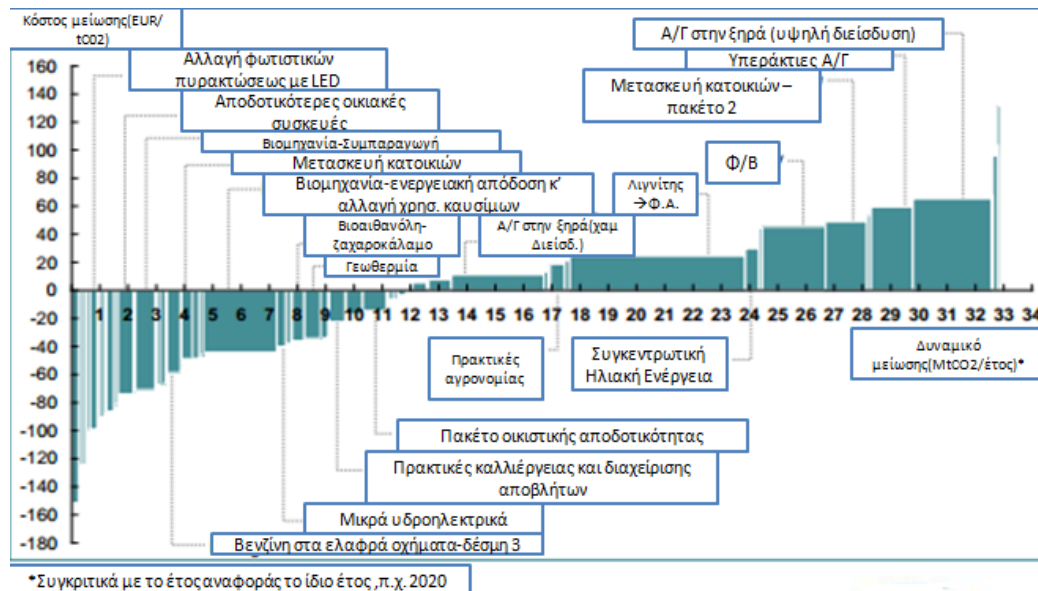 Κόστος μείωσης(EUR/
tCO2)
160
140
120
100
80
60
40
20
0
-20
-40
-60
-80
-100
-120
-140
-160
-180
Αλλαγή φωτιστικών
πυρακτώσεως με LED
Αποδοτικότερες οικιακές
συσκευές
Βιομηχανία-Συμπαραγωγή
Μετασκευή κατοικιών
Βιομηχανία-ενεργειακή απόδοση κ'
αλλαγή χρησ. καυσίμων
Βιοαιθανόλη-
ζαχαροκάλαμο
Γεωθερμία
Α/Γ στην ξηρά(χαμ
Διείσδ.)
Λιγνίτης
→Φ.Α.
Φ/Β
Μετασκευή κατοικιών –
πακέτο 2
Υπεράκτιες Α/Γ
Α/Γ στην ξηρά (υψηλή διείσδυση)
1 2 3 4 5 6 7 8 9 10 11 12 13 14 15 16 17 18 19 20 21 22 23 24 25 26 27 28 29 30 31 32 33 34
Πρακτικές
αγρονομίας
Συγκεντρωτική
Ηλιακή Ενέργεια
Δυναμικό
μείωσης(MtCO2/έτος)*
Πακέτο οικιστικής αποδοτικότητας
Πρακτικές καλλιέργειας και διαχείρισης
αποβλήτων
Μικρά υδροηλεκτρικά
Βενζίνη στα ελαφρά οχήματα-δέσμη 3
*Συγκριτικά με το έτος αναφοράς το ίδιο έτος ,π.χ. 2020